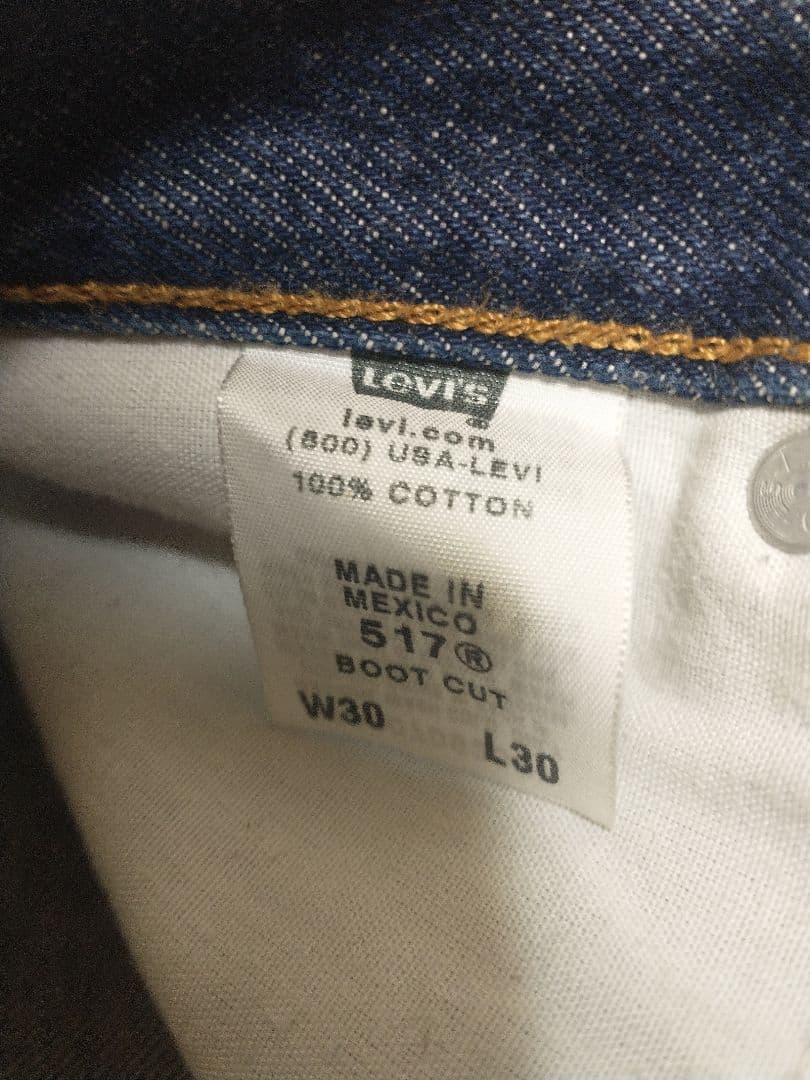 LEVI'S
®
levi.com
(800) USA-LEVI
100% COTTON
MADE IN
MEXICO
517®
BOOT CUT
W30
L30